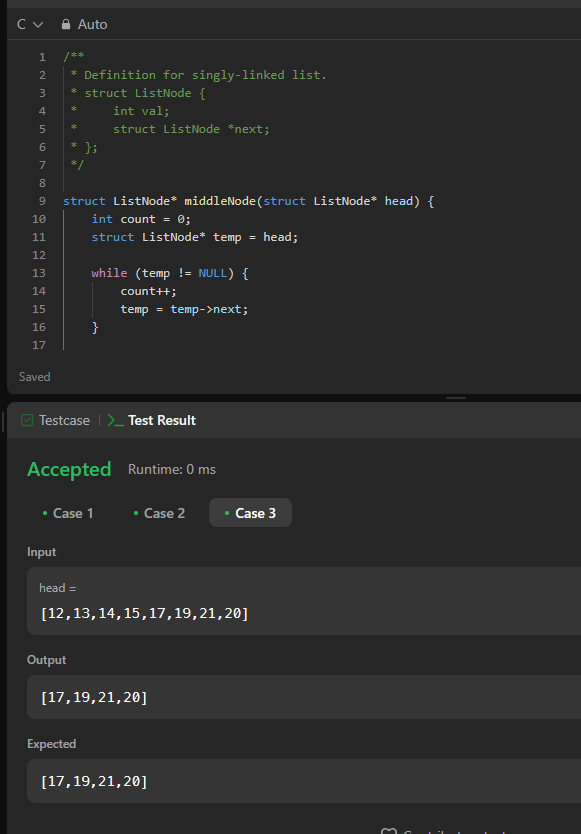 C Auto
1 /**
2 * Definition for singly-linked list.
3 * struct ListNode {
4 *     int val;
5 *     struct ListNode *next;
6 * };
7 */
8
9 struct ListNode* middleNode(struct ListNode* head) {
10     int count = 0;
11     struct ListNode* temp = head;
12
13     while (temp != NULL) {
14         count++;
15         temp = temp->next;
16     }
17
Saved
Testcase | >_ Test Result
Accepted Runtime: 0 ms
• Case 1 • Case 2 • Case 3
Input
head =
[12,13,14,15,17,19,21,20]
Output
[17,19,21,20]
Expected
[17,19,21,20]